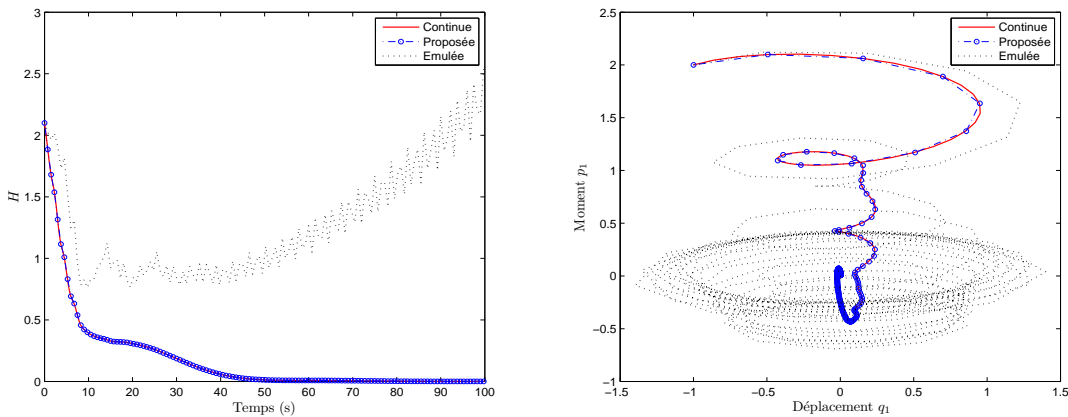 3
2.5
2
1.5
1
0.5
0
H
0 10 20 30 40 50 60 70 80 90 100
Temps (s)
Continue
Proposée
Emulée
2.5
2
1.5
1
0.5
0
−0.5
−1
Moment p₁
−1.5 −1 −0.5 0 0.5 1 1.5
Déplacement q₁
Continue
Proposée
Emulée